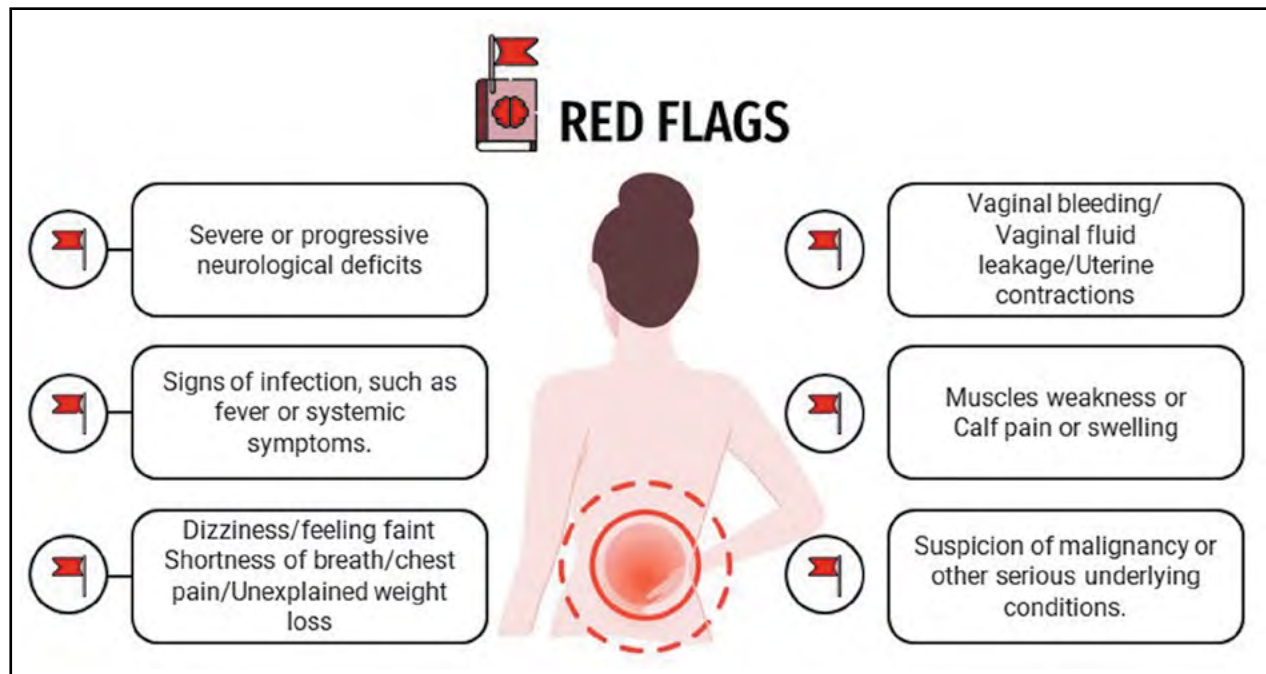 RED FLAGS
Severe or progressive
neurological deficits
Signs of infection, such as
fever or systemic
symptoms.
Dizziness/feeling faint
Shortness of breath/chest
pain/Unexplained weight
loss
Vaginal bleeding/
Vaginal fluid
leakage/Uterine
contractions
Muscles weakness or
Calf pain or swelling
Suspicion of malignancy or
other serious underlying
conditions.